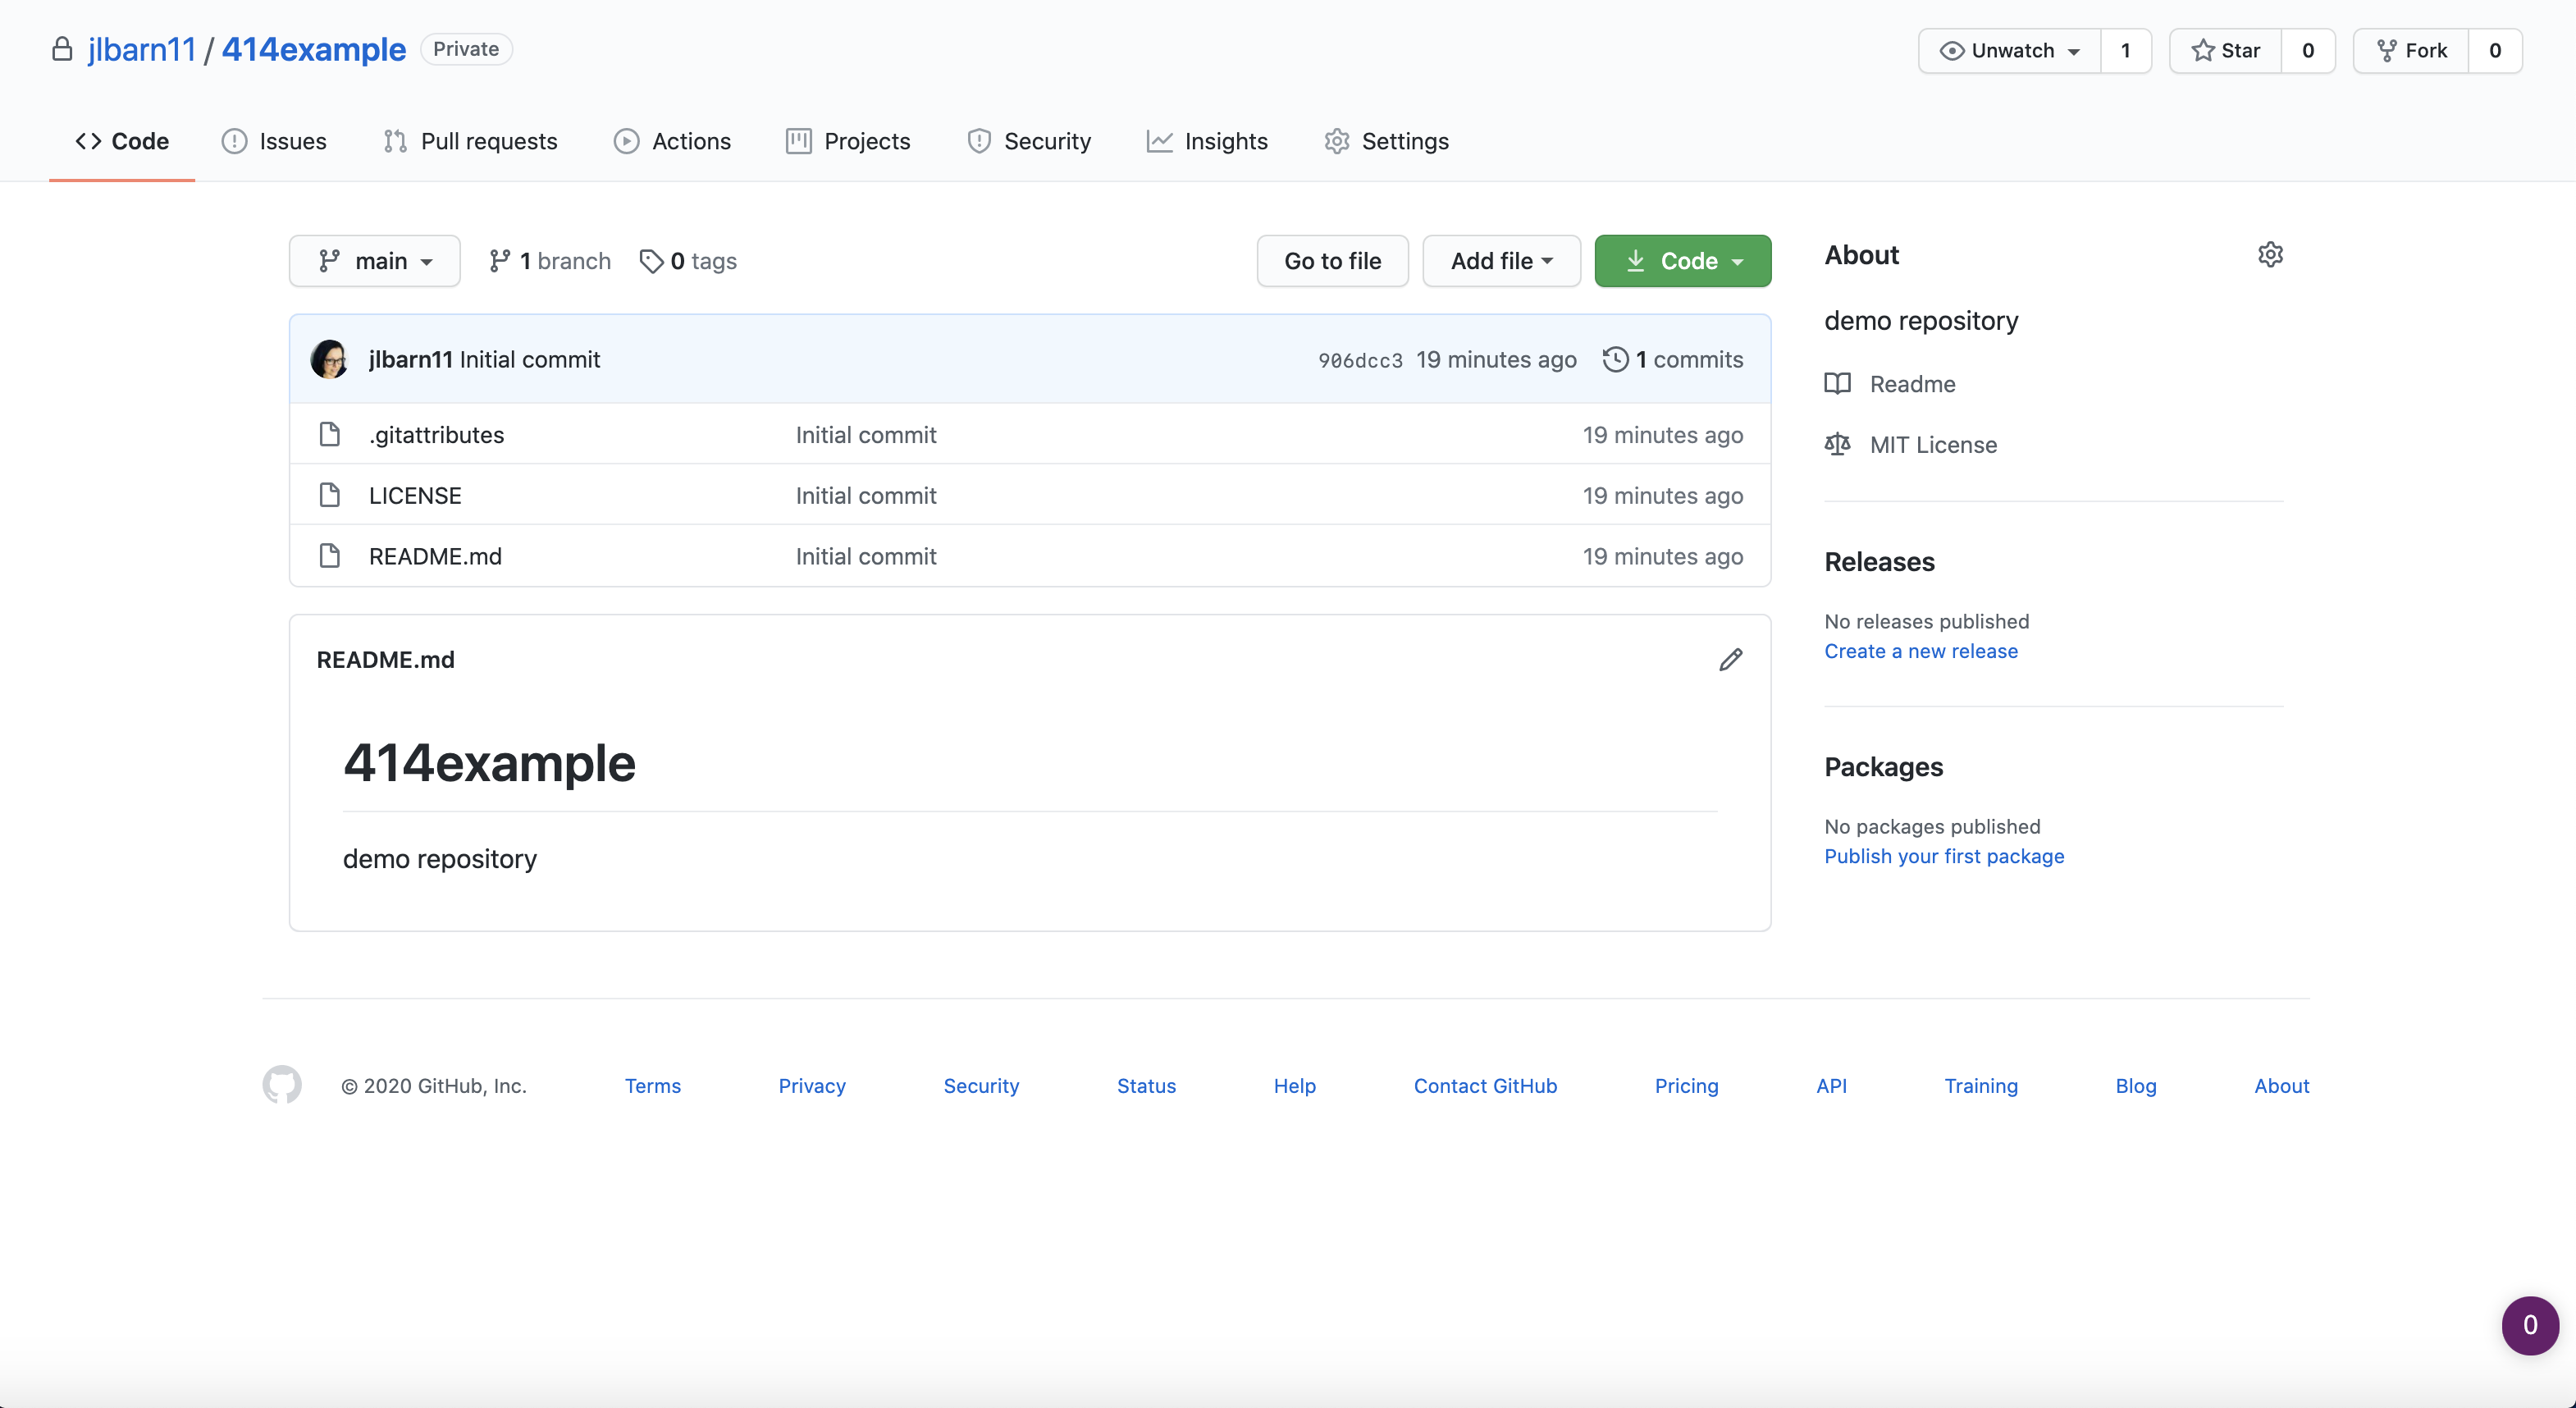 jlbarn11 / 414example Private
Unwatch 1 Star 0 Fork 0
Code Issues Pull requests Actions Projects Security Insights Settings
main 1 branch 0 tags Go to file Add file Code
jlbarn11 Initial commit 906dcc3 19 minutes ago 1 commits
.gitattributes Initial commit 19 minutes ago
LICENSE Initial commit 19 minutes ago
README.md Initial commit 19 minutes ago
README.md
414example
demo repository
About
demo repository
Readme
MIT License
Releases
No releases published
Create a new release
Packages
No packages published
Publish your first package
© 2020 GitHub, Inc. Terms Privacy Security Status Help Contact GitHub Pricing API Training Blog About
0